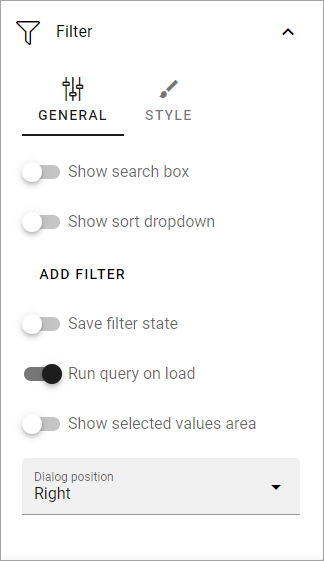 Filter
GENERAL STYLE
Show search box
Show sort dropdown
ADD FILTER
Save filter state
Run query on load
Show selected values area
Dialog position
Right